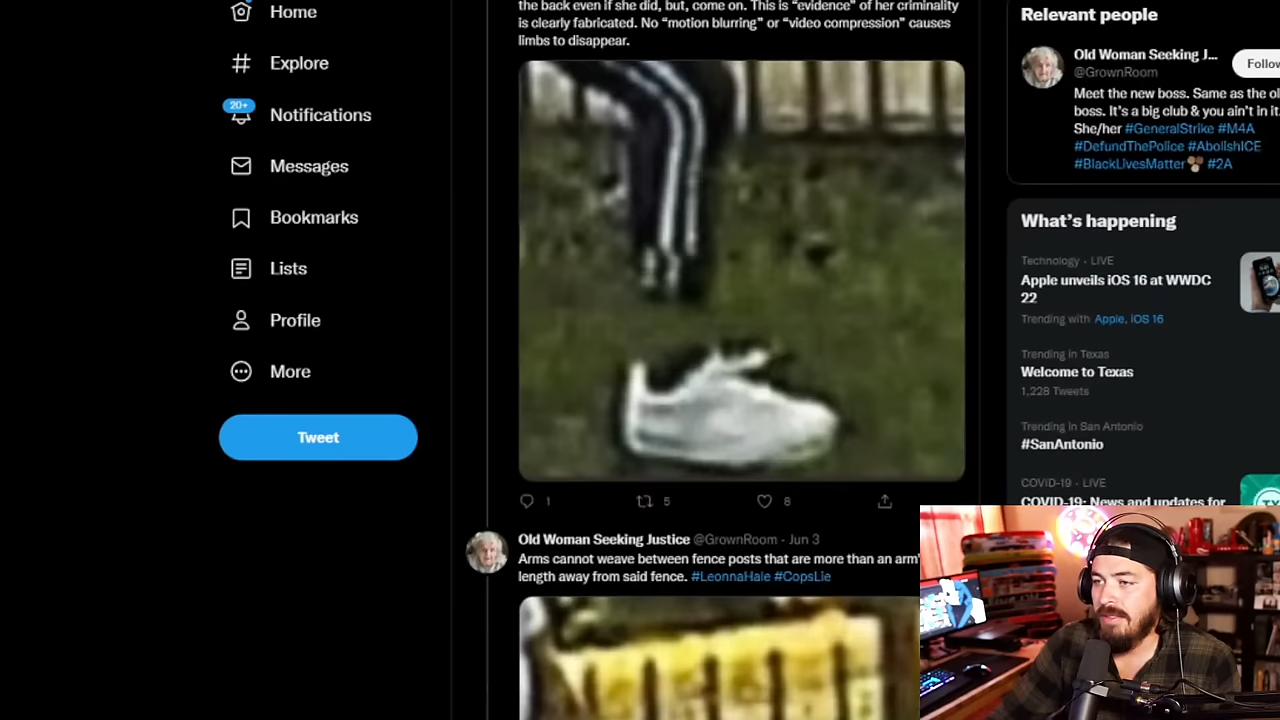 Home
Explore
20+
Notifications
Messages
Bookmarks
Lists
Profile
More
Tweet
the back even if she did, but, come on. This is “evidence” of her criminality
is clearly fabricated. No “motion blurring” or “video compression” causes
limbs to disappear.
1
5
8
Old Woman Seeking Justice @GrownRoom · Jun 3
Arms cannot weave between fence posts that are more than an arm'
length away from said fence. #LeonnaHale #CopsLie
Relevant people
Old Woman Seeking J...
@GrownRoom
Follow
Meet the new boss. Same as the ol
boss. It’s a big club & you ain’t in it.
She/her #GeneralStrike #M4A
#DefundThePolice #AbolishICE
#BlackLivesMatter #2A
What’s happening
Technology · LIVE
Apple unveils iOS 16 at WWDC
22
Trending with Apple, iOS 16
Trending in Texas
Welcome to Texas
1,228 Tweets
Trending in San Antonio
#SanAntonio
COVID-19 · LIVE
COVID-19: News and updates for